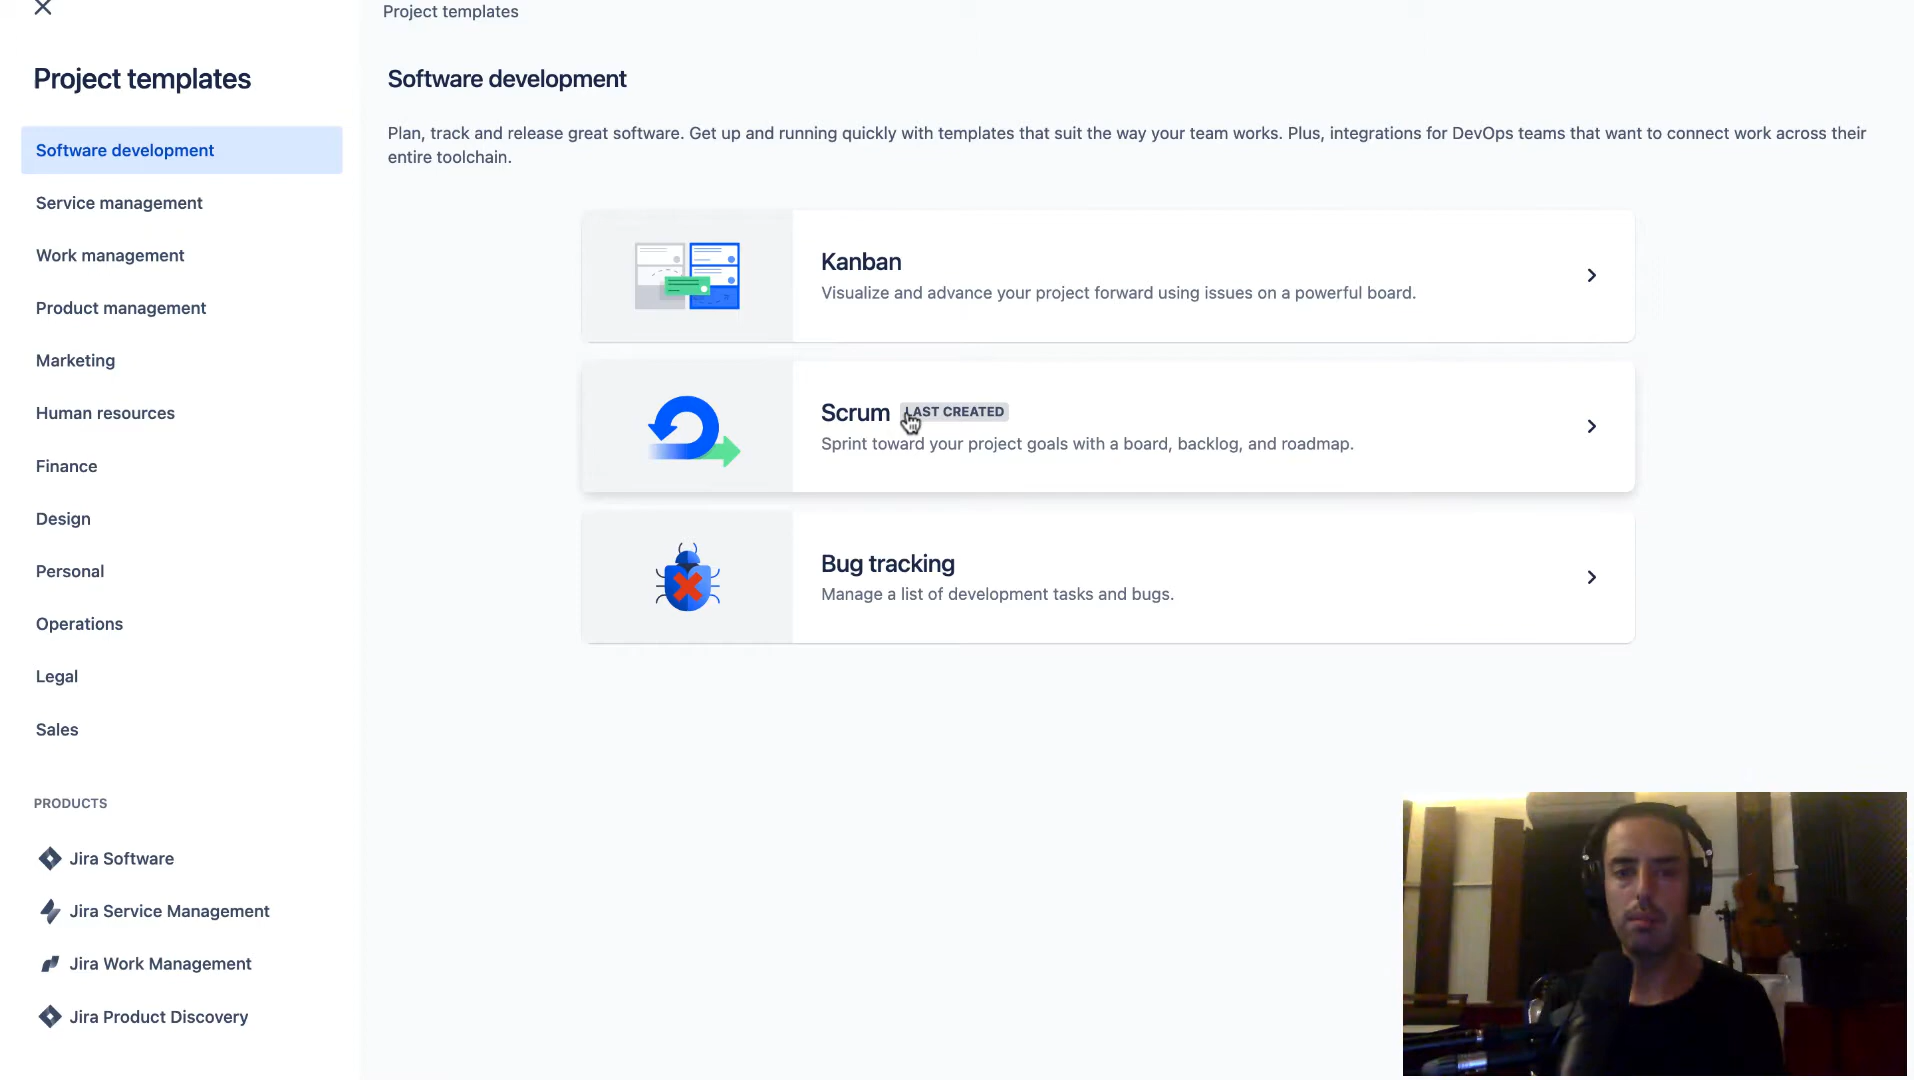 Project templates
Software development
Service management
Work management
Product management
Marketing
Human resources
Finance
Design
Personal
Operations
Legal
Sales
PRODUCTS
Jira Software
Jira Service Management
Jira Work Management
Jira Product Discovery
Project templates
Software development
Plan, track and release great software. Get up and running quickly with templates that suit the way your team works. Plus, integrations for DevOps teams that want to connect work across their
entire toolchain.
Kanban
Visualize and advance your project forward using issues on a powerful board.
Scrum LAST CREATED
Sprint toward your project goals with a board, backlog, and roadmap.
Bug tracking
Manage a list of development tasks and bugs.